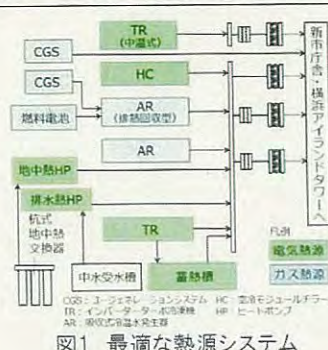 TR
(中温式)
CGS
HC
CGS
AR
(排熱回収型)
燃料電池
AR
地中熱HP
排水熱HP
杭式
地中熱
交換器
TR
中水受水槽
蓄熱槽
新市庁舎・横浜アイランドタワーへ
凡例
電気熱源
ガス熱源
CGS：コージェネレーションシステム HC：空冷モジュールチラー
TR：インバーターターボ冷凍機 HP：ヒートポンプ
AR：吸収式冷温水発生器
図1 最適な熱源システム